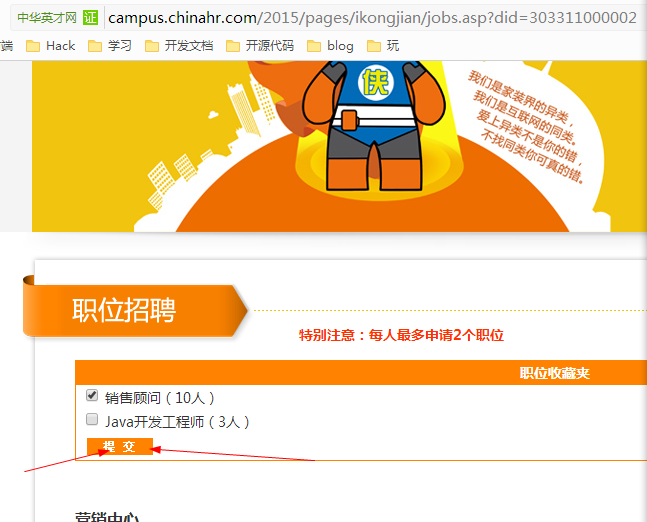 中华英才网 证 campus.chinahr.com/2015/pages/ikongjian/jobs.asp?did=303311000002
端 Hack 学习 开发文档 开源代码 blog 玩
侠
我们是家装界的异类，
我们是互联网的同类。
爱上异类不是你的错，
不找同类你可真的错。
职位招聘
特别注意：每人最多申请2个职位
职位收藏夹
销售顾问（10人）
Java开发工程师（3人）
提 交
营销中心